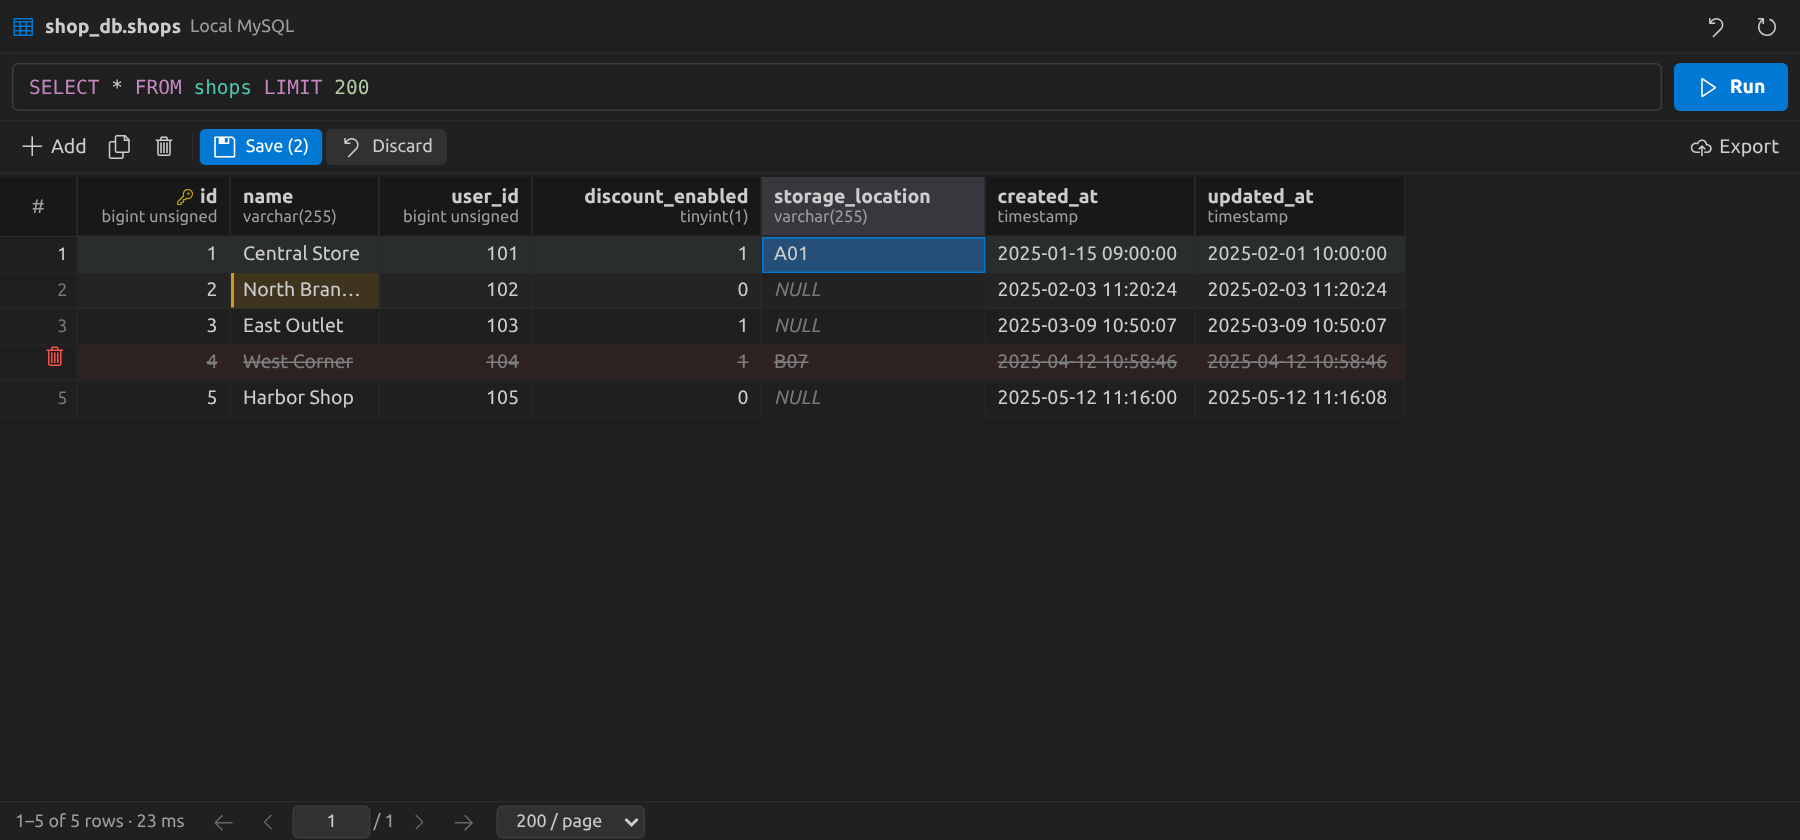 shop_db.shops Local MySQL
SELECT * FROM shops LIMIT 200
Run
Add Save (2) Discard Export
# id name user_id discount_enabled storage_location created_at updated_at
bigint unsigned varchar(255) bigint unsigned tinyint(1) varchar(255) timestamp timestamp
1 1 Central Store 101 1 A01 2025-01-15 09:00:00 2025-02-01 10:00:00
2 2 North Bran… 102 0 NULL 2025-02-03 11:20:24 2025-02-03 11:20:24
3 3 East Outlet 103 1 NULL 2025-03-09 10:50:07 2025-03-09 10:50:07
4 West Corner 104 1 B07 2025-04-12 10:58:46 2025-04-12 10:58:46
5 5 Harbor Shop 105 0 NULL 2025-05-12 11:16:00 2025-05-12 11:16:08
1–5 of 5 rows · 23 ms 1 / 1 200 / page